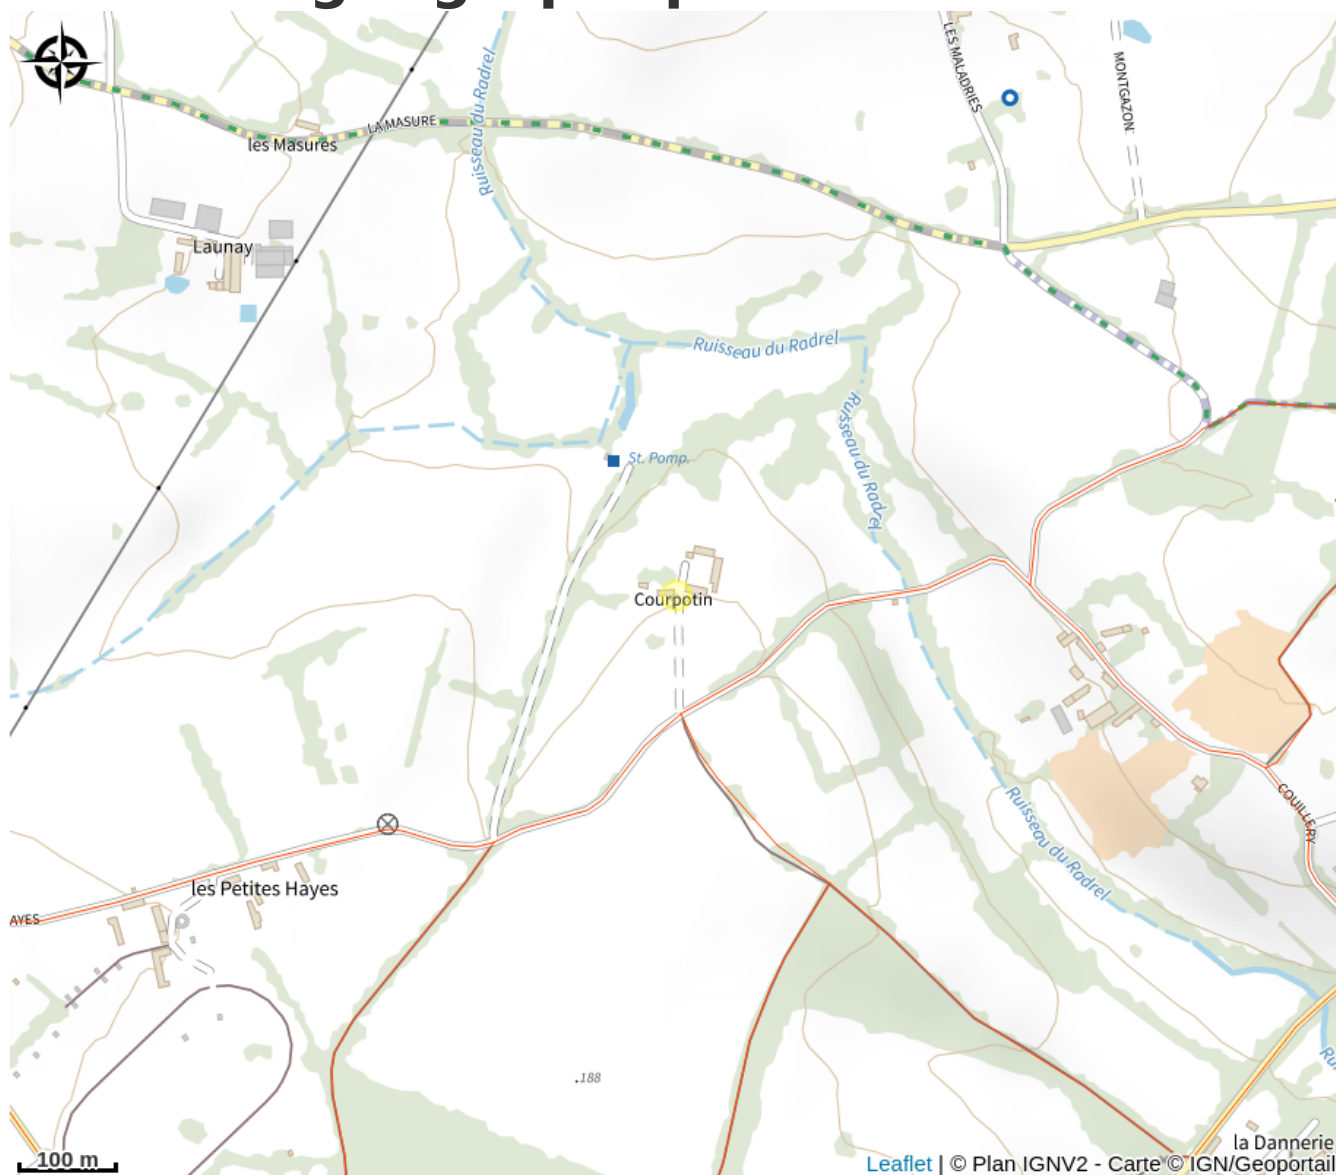 LES MALADRIES
MONTGAZON
Ruisseau du Radrel
LA MASURE
les Masures
Launay
Ruisseau du Radrel
Ruisseau du Radrel
St. Pomp.
Courpotin
COUILLERY
Ruisseau du Radrel
les Petites Hayes
AYES
.188
la Dannerie
100 m
Leaflet | © Plan IGNV2 - Carte © IGN/Geoportail